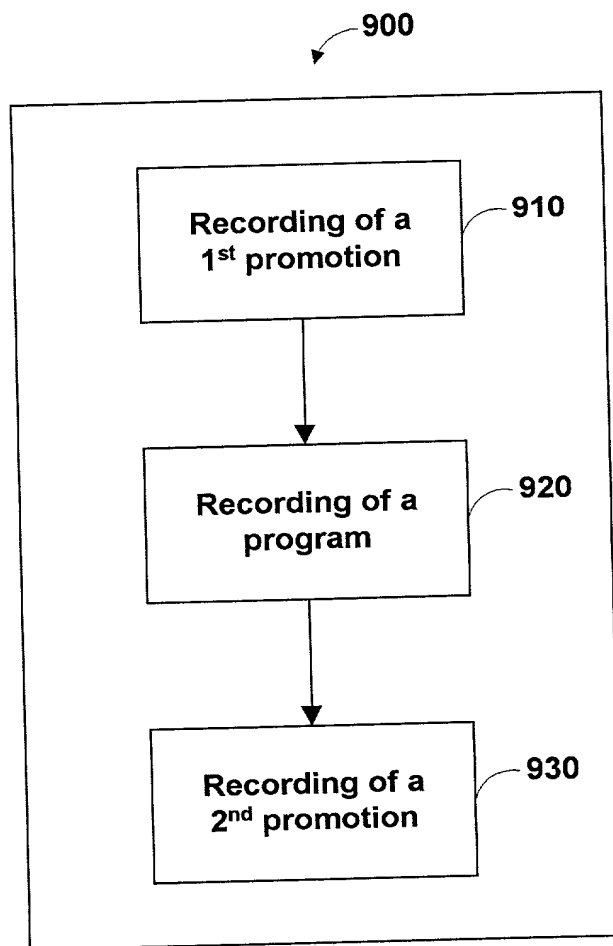 900
Recording of a
1st promotion
910
Recording of a
program
920
Recording of a
2nd promotion
930